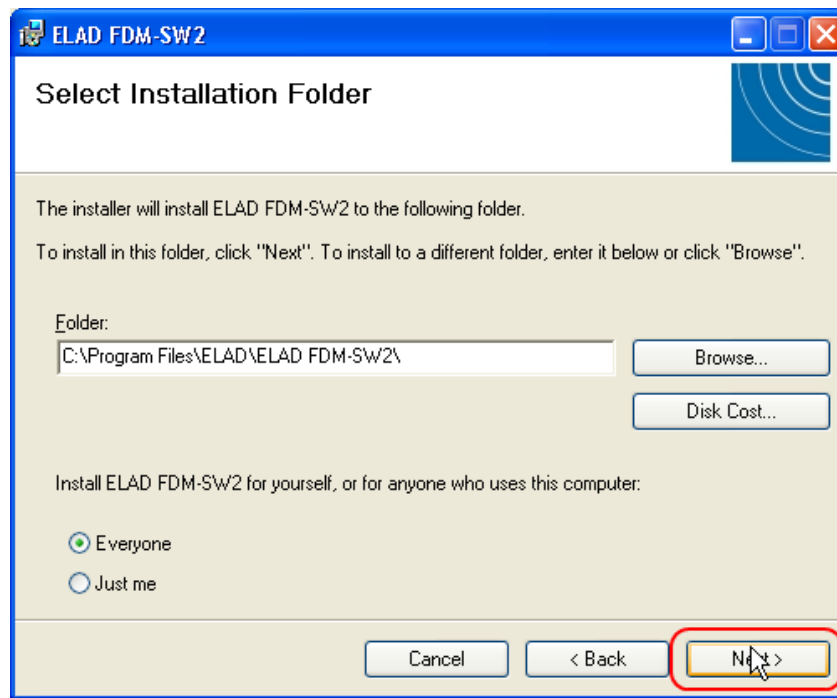 ELAD FDM-SW2
Select Installation Folder
The installer will install ELAD FDM-SW2 to the following folder.
To install in this folder, click "Next". To install to a different folder, enter it below or click "Browse".
Folder:
C:\Program Files\ELAD\ELAD FDM-SW2\
Browse...
Disk Cost...
Install ELAD FDM-SW2 for yourself, or for anyone who uses this computer:
Everyone
Just me
Cancel
< Back
Next >